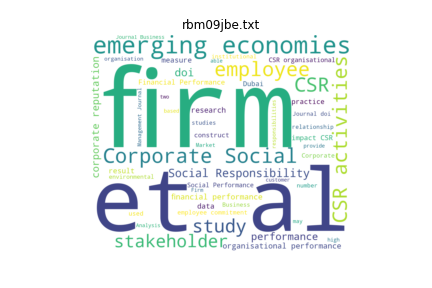 rbm09jbe.txt
Journal Business
able
institutional
emerging economies
organisation
measure
CSR organisational
Financial Performance
employee
doi
Dubai
CSR
firm
corporate reputation
Management Journal
two
based
research
practice
responsibilities
CSR activities
studies
Journal doi
relationship
construct
impact CSR
Market
provide
Corporate Social
Corporate
result
environmental
Social Responsibility
customer
Social Performance
number
firm
financial performance
et al
data
Business
used
employee commitment
may
study
Analysis
high
stakeholder
performance
organisational performance